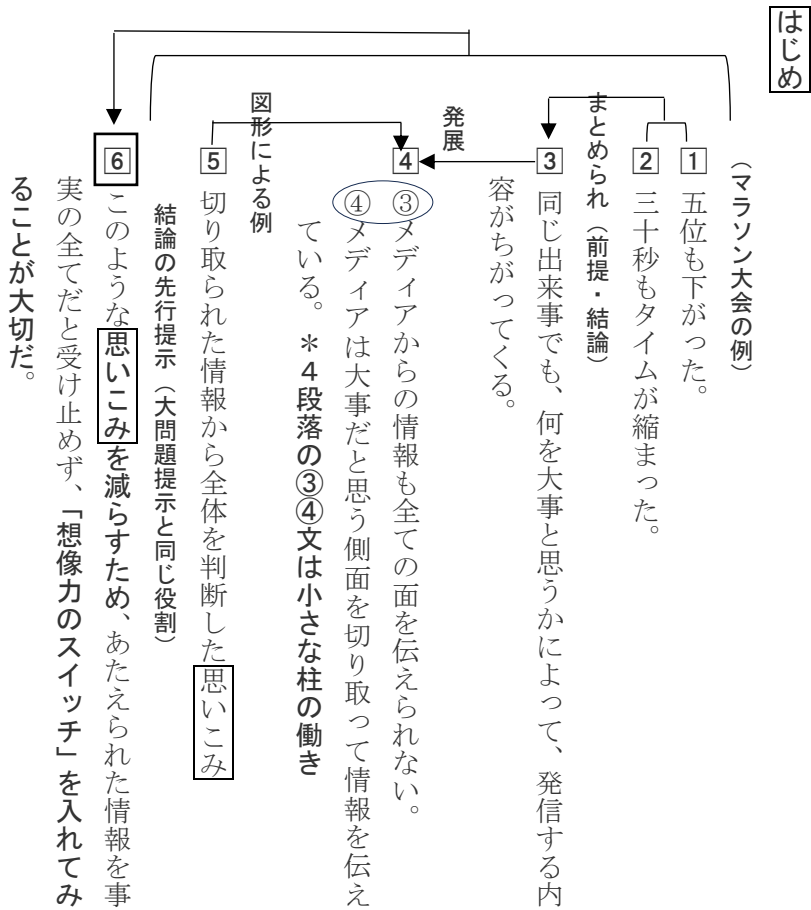 はじめ
（マラソン大会の例）
1 五位も下がった。
2 三十秒もタイムが縮まった。
まとめられ（前提・結論）
3 同じ出来事でも、何を大事と思うかによって、発信する内
容がちがってくる。
発展
4 ③メディアからの情報も全ての面を伝えられない。
④メディアは大事だと思う側面を切り取って情報を伝え
ている。＊４段落の③④文は小さな柱の働き
図形による例
5 切り取られた情報から全体を判断した思いこみ
結論の先行提示（大問題提示と同じ役割）
6 このような思いこみを減らすため、あたえられた情報を事
実の全てだと受け止めず、「想像力のスイッチ」を入れてみ
ることが大切だ。